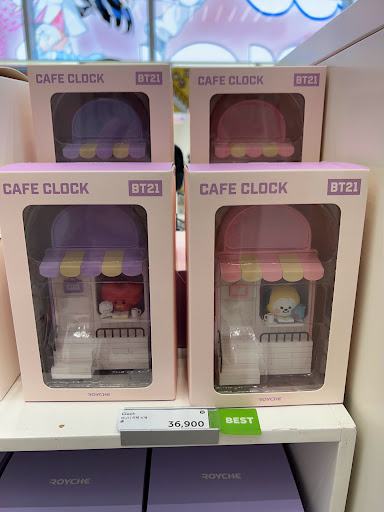 CAFE CLOCK BT21
CAFE CLOCK BT21
CAFE CLOCK BT21
CAFE CLOCK BT21
ROYCHE
ROYCHE
Clock
36,900
BEST
ROYCHE
ROYCHE